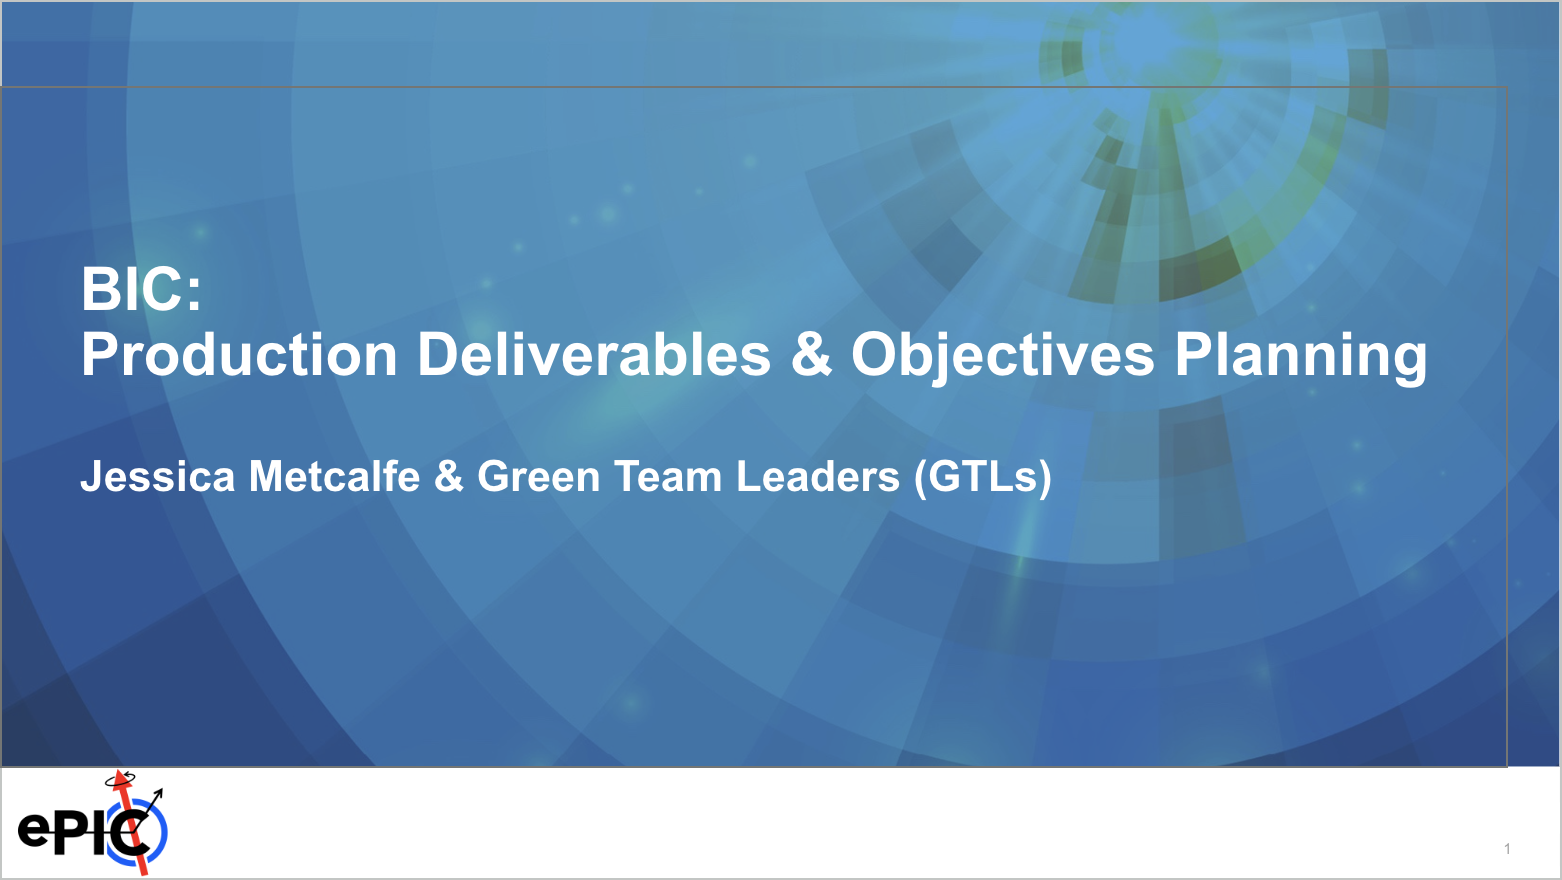 BIC:
Production Deliverables & Objectives Planning
Jessica Metcalfe & Green Team Leaders (GTLs)
ePIC
1